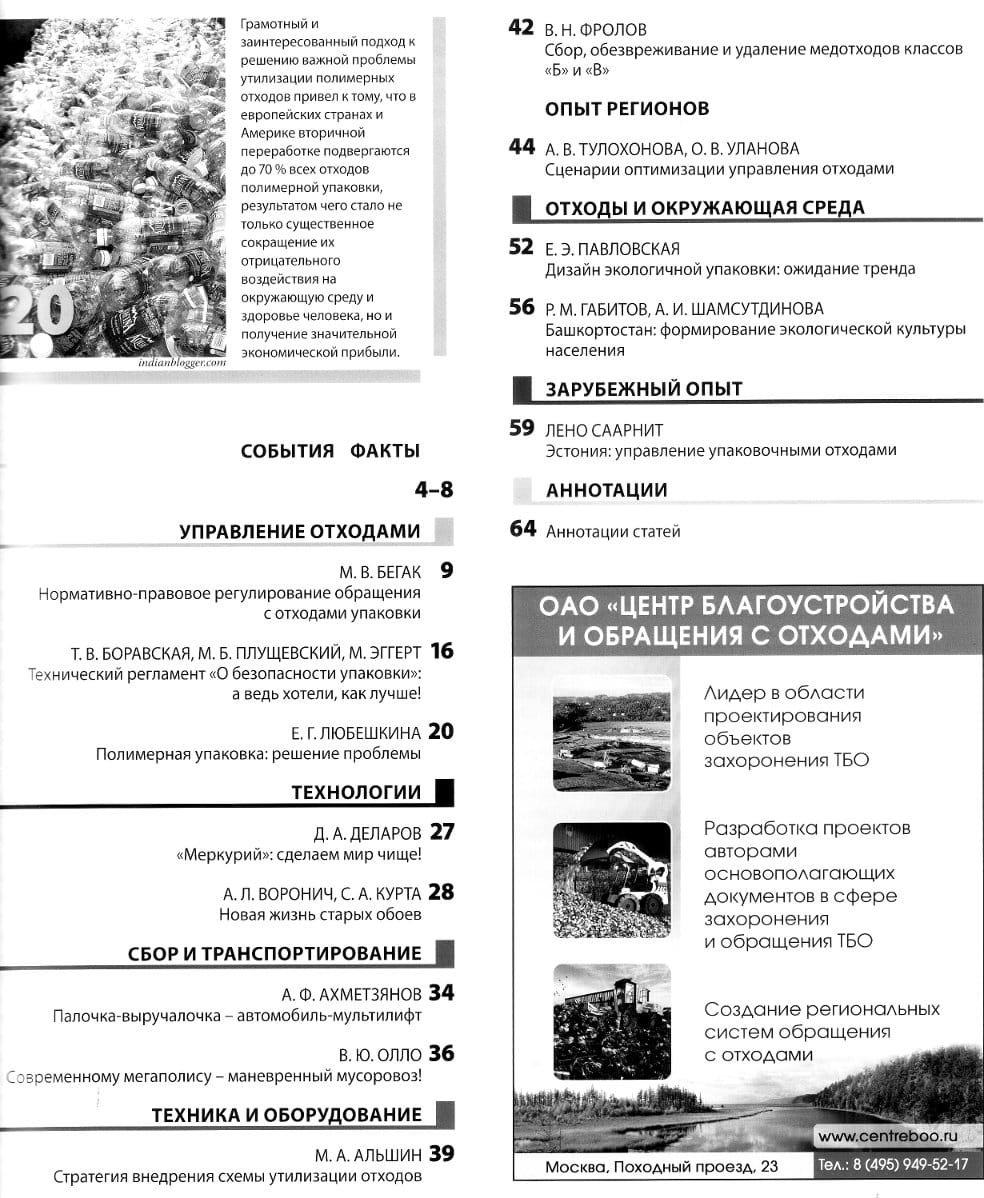 Грамотный и
заинтересованный подход к
решению важной проблемы
утилизации полимерных
отходов привел к тому, что в
европейских странах и
Америке вторичной
переработке подвергаются
до 70 % всех отходов
полимерной упаковки,
результатом чего стало не
только существенное
сокращение их
отрицательного
воздействия на
окружающую среду и
здоровье человека, но и
получение значительной
экономической прибыли.
20
indianblogger.com
СОБЫТИЯ ФАКТЫ
4–8
УПРАВЛЕНИЕ ОТХОДАМИ
М. В. БЕГАК 9
Нормативно-правовое регулирование обращения
с отходами упаковки
Т. В. БОРАВСКАЯ, М. Б. ПЛУЩЕВСКИЙ, М. ЭГГЕРТ 16
Технический регламент «О безопасности упаковки»:
а ведь хотели, как лучше!
Е. Г. ЛЮБЕШКИНА 20
Полимерная упаковка: решение проблемы
ТЕХНОЛОГИИ
Д. А. ДЕЛАРОВ 27
«Меркурий»: сделаем мир чище!
А. Л. ВОРОНИЧ, С. А. КУРТА 28
Новая жизнь старых обоев
СБОР И ТРАНСПОРТИРОВАНИЕ
А. Ф. АХМЕТЗЯНОВ 34
Палочка-выручалочка – автомобиль-мультилифт
В. Ю. ОЛЛО 36
Современному мегаполису – маневренный мусоровоз!
ТЕХНИКА И ОБОРУДОВАНИЕ
М. А. АЛЬШИН 39
Стратегия внедрения схемы утилизации отходов
42 В. Н. ФРОЛОВ
Сбор, обезвреживание и удаление медотходов классов
«Б» и «В»
ОПЫТ РЕГИОНОВ
44 А. В. ТУЛОХОНОВА, О. В. УЛАНОВА
Сценарии оптимизации управления отходами
ОТХОДЫ И ОКРУЖАЮЩАЯ СРЕДА
52 Е. Э. ПАВЛОВСКАЯ
Дизайн экологичной упаковки: ожидание тренда
56 Р. М. ГАБИТОВ, А. И. ШАМСУТДИНОВА
Башкортостан: формирование экологической культуры
населения
ЗАРУБЕЖНЫЙ ОПЫТ
59 ЛЕНО СААРНИТ
Эстония: управление упаковочными отходами
АННОТАЦИИ
64 Аннотации статей
ОАО «ЦЕНТР БЛАГОУСТРОЙСТВА
И ОБРАЩЕНИЯ С ОТХОДАМИ»
Лидер в области
проектирования
объектов
захоронения ТБО
Разработка проектов
авторами
основополагающих
документов в сфере
захоронения
и обращения ТБО
Создание региональных
систем обращения
с отходами
www.centreboo.ru
Москва, Походный проезд, 23
Тел.: 8 (495) 949-52-17